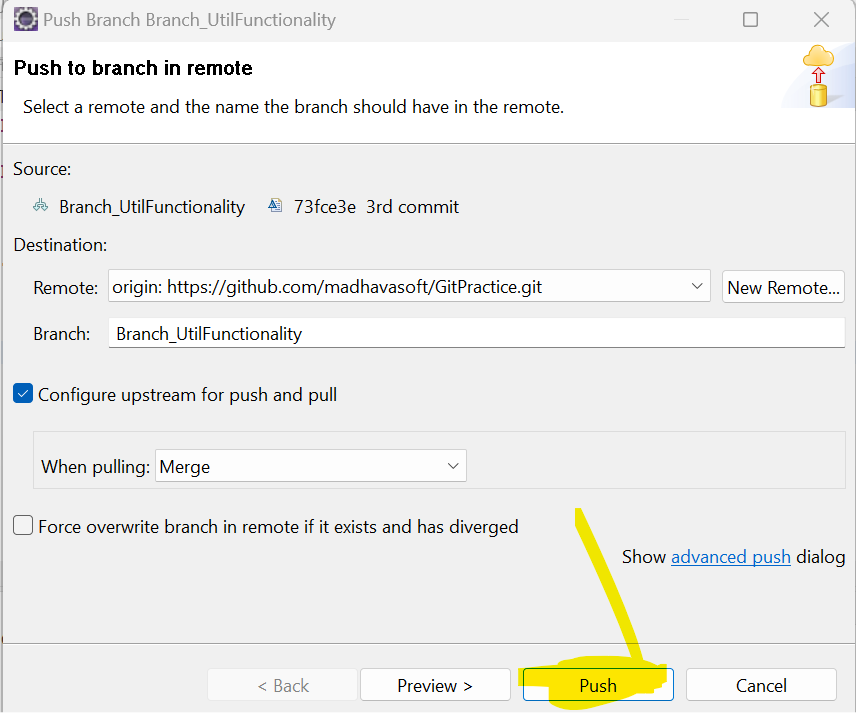 Push Branch Branch_UtilFunctionality
Push to branch in remote
Select a remote and the name the branch should have in the remote.
Source:
Branch_UtilFunctionality 73fce3e 3rd commit
Destination:
Remote: origin: https://github.com/madhavasoft/GitPractice.git New Remote...
Branch: Branch_UtilFunctionality
Configure upstream for push and pull
When pulling: Merge
Force overwrite branch in remote if it exists and has diverged
Show advanced push dialog
< Back Preview > Push Cancel